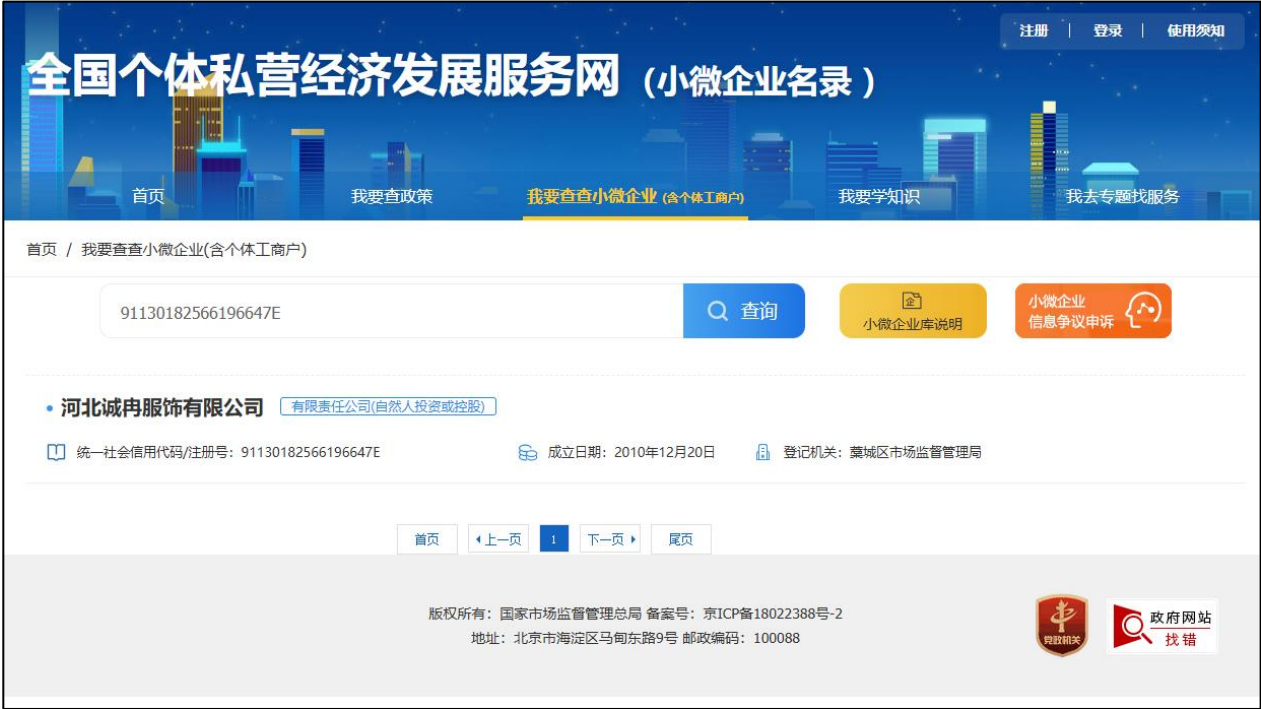 注册 | 登录 | 使用须知
全国个体私营经济发展服务网（小微企业名录）
首页 我要查政策 我要查查小微企业 (含个体工商户) 我要学知识 我去专题找服务
首页 / 我要查查小微企业(含个体工商户)
91130182566196647E 查询
企
小微企业库说明
小微企业
信息争议申诉
河北诚冉服饰有限公司 有限责任公司(自然人投资或控股)
统一社会信用代码/注册号：91130182566196647E 成立日期：2010年12月20日 登记机关：藁城区市场监督管理局
首页 上一页 1 下一页 尾页
版权所有：国家市场监督管理总局 备案号：京ICP备18022388号-2
地址：北京市海淀区马甸东路9号 邮政编码：100088
党政机关
政府网站
找错